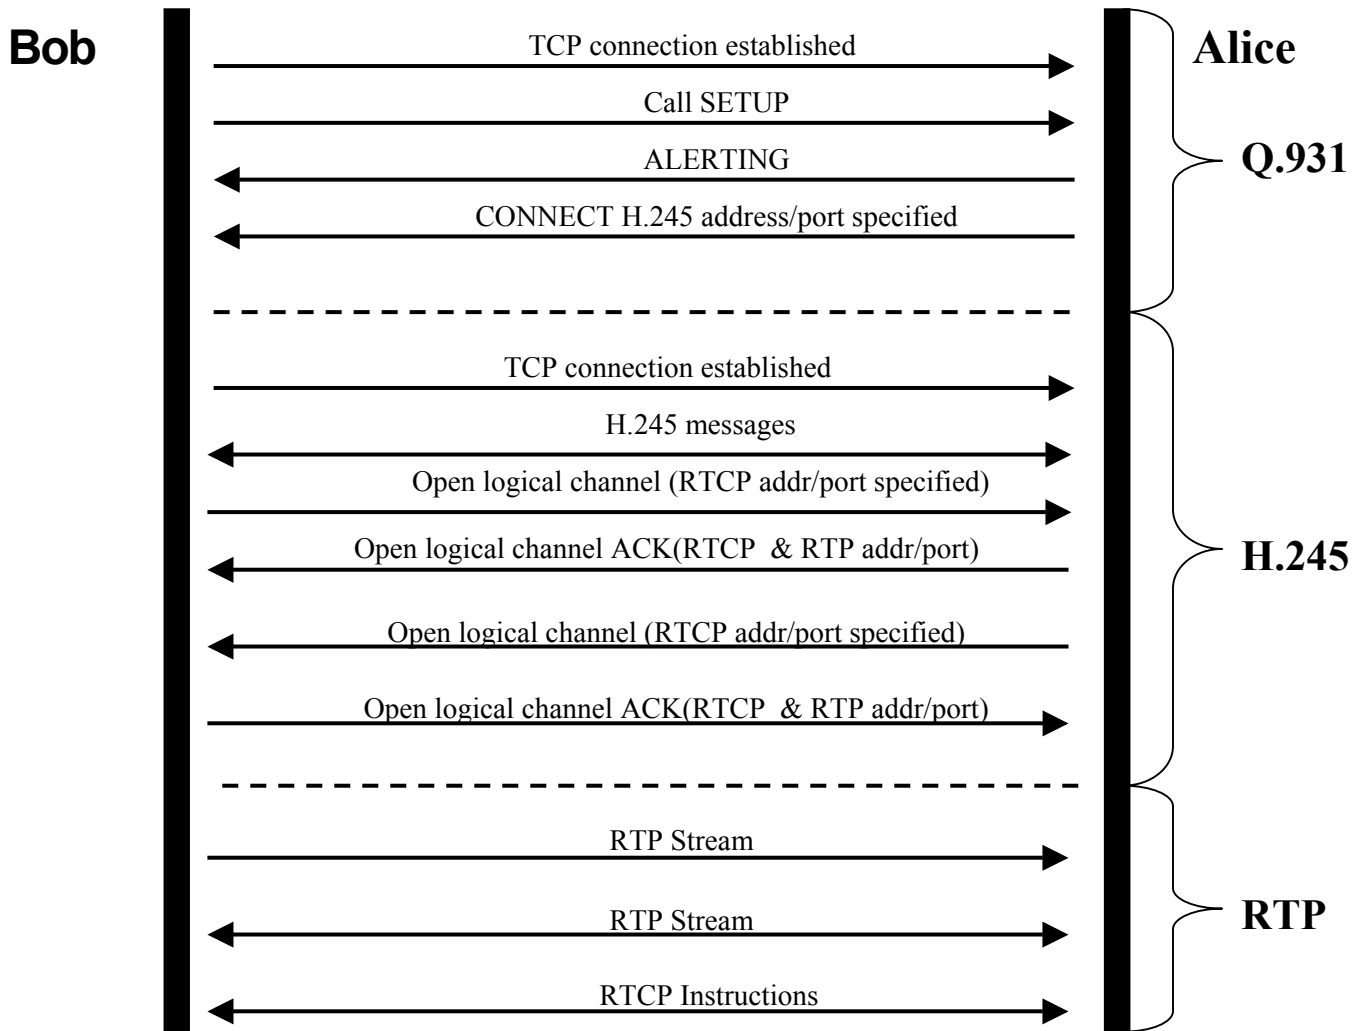 Bob
Alice
TCP connection established
Call SETUP
ALERTING
Q.931
CONNECT H.245 address/port specified
TCP connection established
H.245 messages
Open logical channel (RTCP addr/port specified)
Open logical channel ACK(RTCP & RTP addr/port)
H.245
Open logical channel (RTCP addr/port specified)
Open logical channel ACK(RTCP & RTP addr/port)
RTP Stream
RTP Stream
RTP
RTCP Instructions